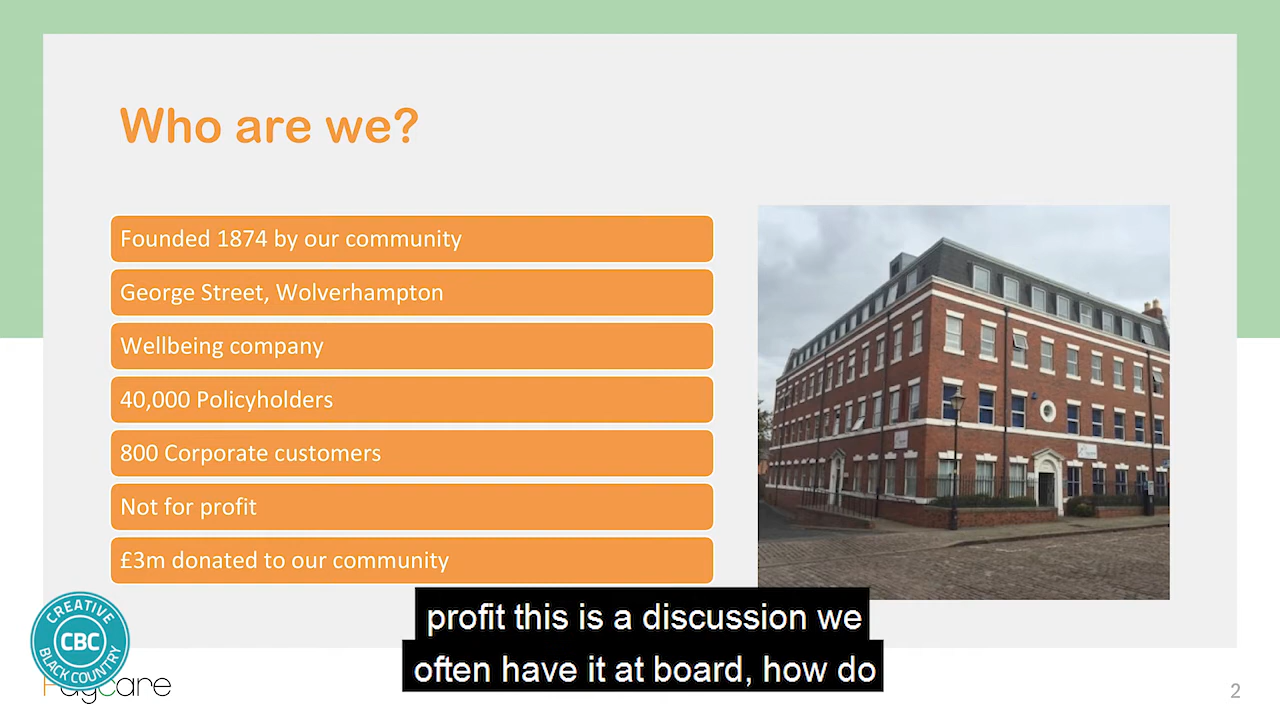 Who are we?
Founded 1874 by our community
George Street, Wolverhampton
Wellbeing company
40,000 Policyholders
800 Corporate customers
Not for profit
£3m donated to our community
profit this is a discussion we
often have it at board, how do
CREATIVE
CBC
BLACK COUNTRY
Paycare
2